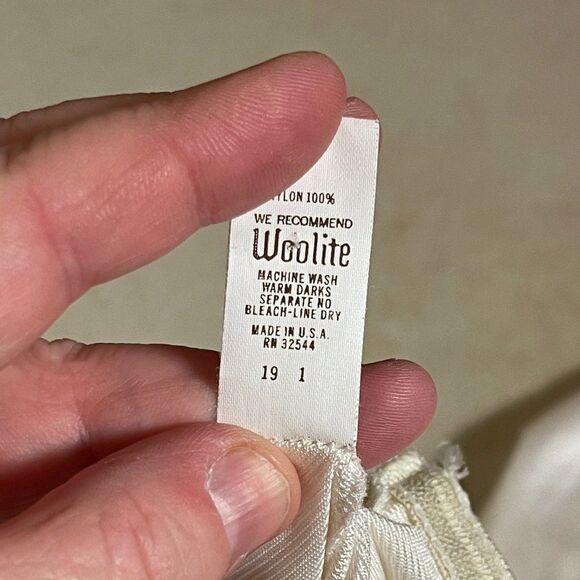 NYLON 100%
WE RECOMMEND
Woolite
MACHINE WASH
WARM DARKS
SEPARATE NO
BLEACH-LINE DRY
MADE IN U.S.A.
RN 32544
19 1